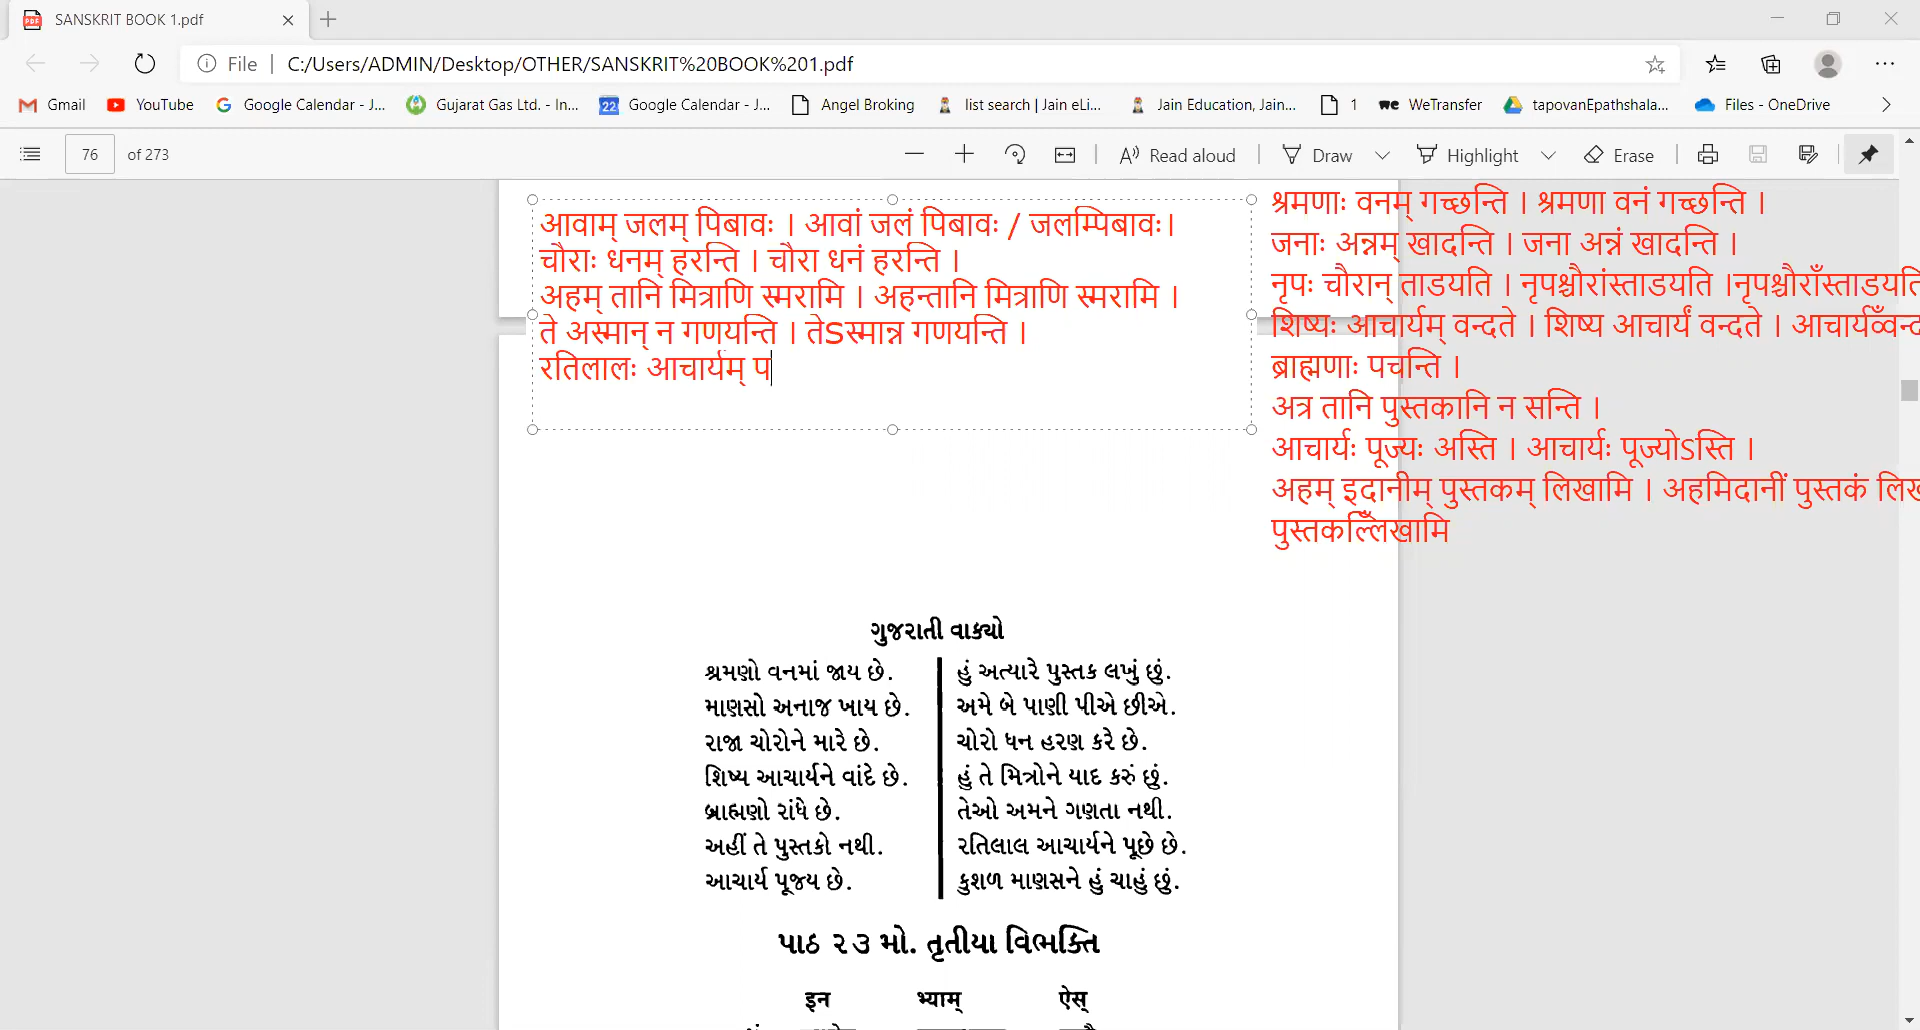 SANSKRIT BOOK 1.pdf
File | C:/Users/ADMIN/Desktop/OTHER/SANSKRIT%20BOOK%201.pdf
Gmail YouTube Google Calendar - J... Gujarat Gas Ltd. - In... Google Calendar - J... Angel Broking list search | Jain eLi... Jain Education, Jain... 1 WeTransfer tapovanEpathshala... Files - OneDrive
76 of 273 Read aloud Draw Highlight Erase
आवाम् जलम् पिबावः । आवां जलं पिबावः / जलम्पिबावः।
चौराः धनम् हरन्ति । चौरा धनं हरन्ति ।
अहम् तानि मित्राणि स्मरामि । अहन्तानि मित्राणि स्मरामि ।
ते अस्मान् न गणयन्ति । तेऽस्मान्न गणयन्ति ।
रतिलालः आचार्यम् प
श्रमणाः वनम् गच्छन्ति । श्रमणा वनं गच्छन्ति ।
जनाः अन्नम् खादन्ति । जना अन्नं खादन्ति ।
नृपः चौरान् ताडयति । नृपश्चौरांस्ताडयति ।नृपश्चौराँस्ताडयति
शिष्यः आचार्यम् वन्दते । शिष्य आचार्यं वन्दते । आचार्यव्ँवन्द
ब्राह्मणाः पचन्ति ।
अत्र तानि पुस्तकानि न सन्ति ।
आचार्यः पूज्यः अस्ति । आचार्यः पूज्योऽस्ति ।
अहम् इदानीम् पुस्तकम् लिखामि । अहमिदानीं पुस्तकं लिख
पुस्तकल्ँलिखामि
ગુજરાતી વાક્યો
શ્રમણો વનમાં જાય છે.
માણસો અનાજ ખાય છે.
રાજા ચોરોને મારે છે.
શિષ્ય આચાર્યને વાંદે છે.
બ્રાહ્મણો રાંધે છે.
અહીં તે પુસ્તકો નથી.
આચાર્ય પૂજ્ય છે.
હું અત્યારે પુસ્તક લખું છું.
અમે બે પાણી પીએ છીએ.
ચોરો ધન હરણ કરે છે.
હું તે મિત્રોને યાદ કરું છું.
તેઓ અમને ગણતા નથી.
રતિલાલ આચાર્યને પૂછે છે.
કુશળ માણસને હું ચાહું છું.
પાઠ ૨૩ મો. તૃતીયા વિભક્તિ
इन भ्याम् ऐस्